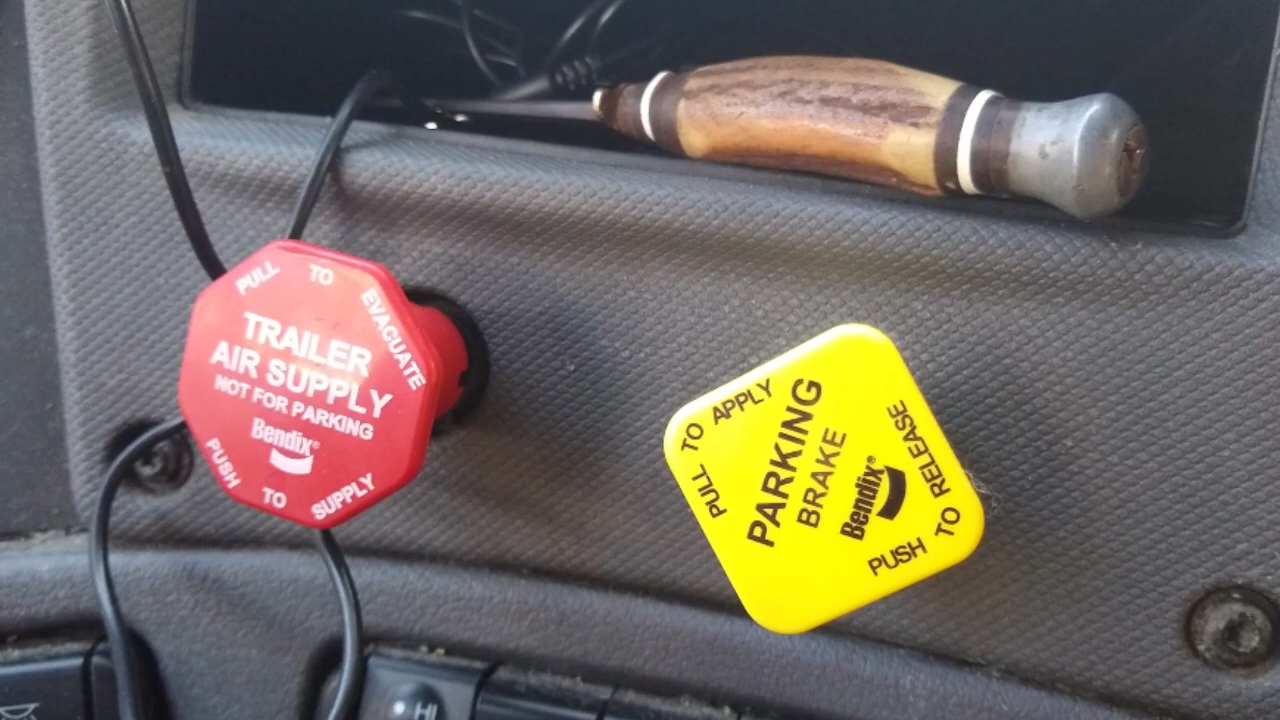 PULL TO EVACUATE
TRAILER
AIR SUPPLY
NOT FOR PARKING
Bendix®
PUSH TO SUPPLY
PULL TO APPLY
PARKING
BRAKE
Bendix®
PUSH TO RELEASE
HI